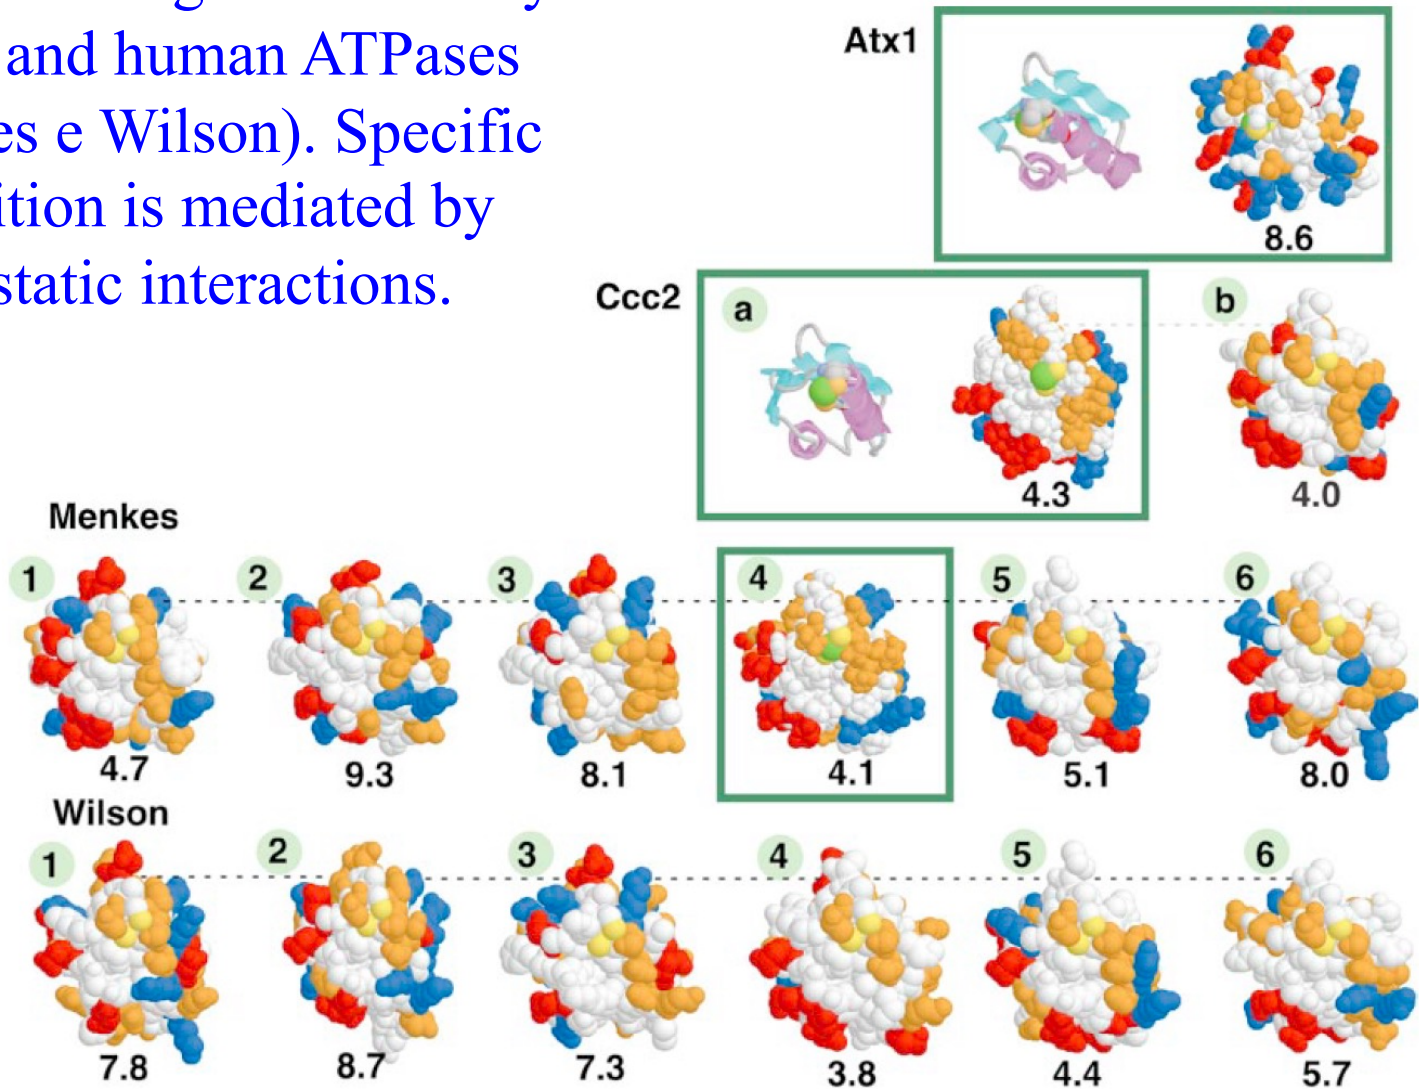 and human ATPases
es e Wilson). Specific
ition is mediated by
static interactions.
Atx1
8.6
Ccc2
a
b
4.3
4.0
Menkes
1 2 3 4 5 6
4.7 9.3 8.1 4.1 5.1 8.0
Wilson
1 2 3 4 5 6
7.8 8.7 7.3 3.8 4.4 5.7